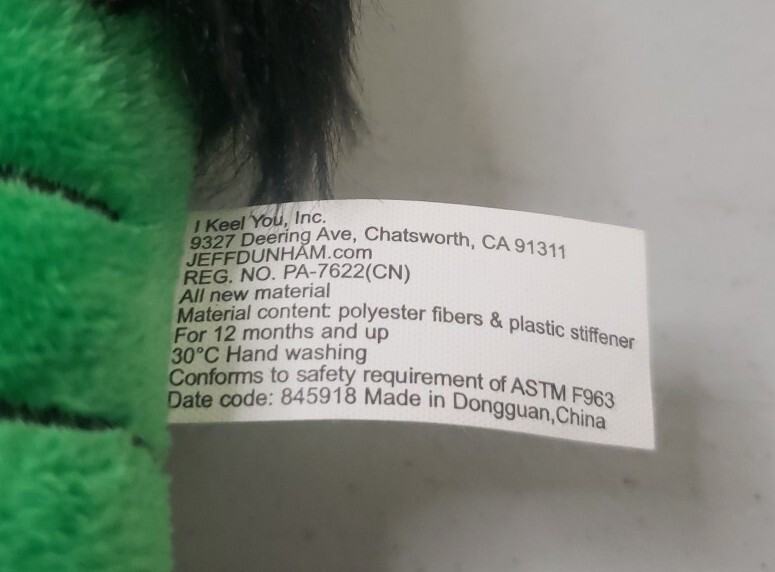 I Keel You, Inc.
9327 Deering Ave, Chatsworth, CA 91311
JEFFDUNHAM.com
REG. NO. PA-7622(CN)
All new material
Material content: polyester fibers & plastic stiffener
For 12 months and up
30°C Hand washing
Conforms to safety requirement of ASTM F963
Date code: 845918 Made in Dongguan,China